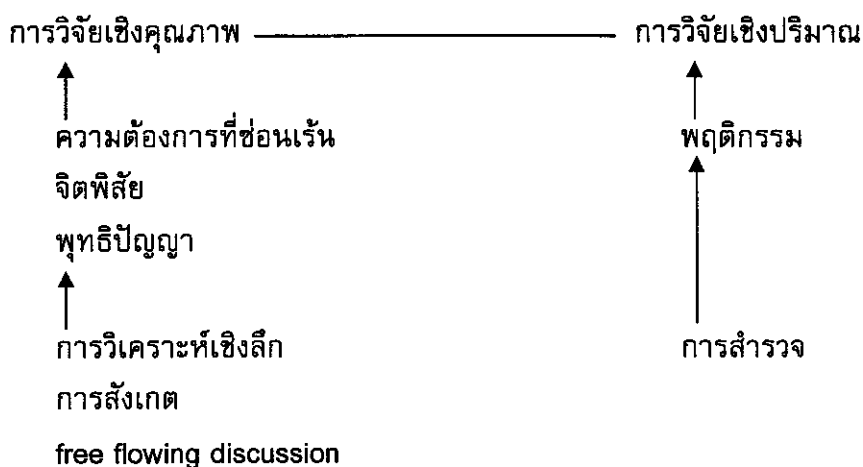 การวิจัยเชิงคุณภาพ การวิจัยเชิงปริมาณ
ความต้องการที่ซ่อนเร้น พฤติกรรม
จิตพิสัย
พุทธิปัญญา
การวิเคราะห์เชิงลึก การสำรวจ
การสังเกต
free flowing discussion